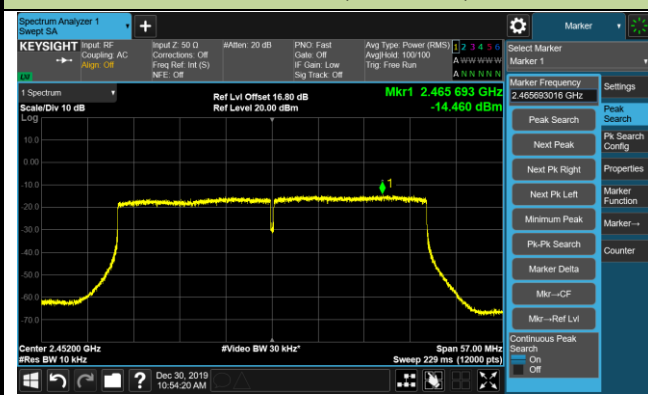 Spectrum Analyzer 1
Swept SA
+
Marker
KEYSIGHT
Input: RF
Coupling: AC
Align: Off
Input Z: 50 Ω
Corrections: Off
Freq Ref: Int (S)
NFE: Off
#Atten: 20 dB
PNO: Fast
Gate: Off
IF Gain: Low
Sig Track: Off
Avg Type: Power (RMS)
Avg|Hold: 100/100
Trig: Free Run
1 2 3 4 5 6
A W W W W W
A N N N N N
LXI
Select Marker
Marker 1
1 Spectrum
Scale/Div 10 dB
Ref Lvl Offset 16.80 dB
Ref Level 20.00 dBm
Mkr1 2.465 693 GHz
-14.460 dBm
Log
10.0
0.00
-10.0
-20.0
-30.0
-40.0
-50.0
-60.0
-70.0
1
Center 2.45200 GHz
#Res BW 10 kHz
#Video BW 30 kHz*
Span 57.00 MHz
Sweep 229 ms (12000 pts)
Marker Frequency
2.465693016 GHz
Peak Search
Next Peak
Next Pk Right
Next Pk Left
Minimum Peak
Pk-Pk Search
Marker Delta
Mkr→CF
Mkr→Ref Lvl
Continuous Peak
Search
On
Off
Settings
Peak
Search
Pk Search
Config
Properties
Marker
Function
Marker→
Counter
?
Dec 30, 2019
10:54:20 AM